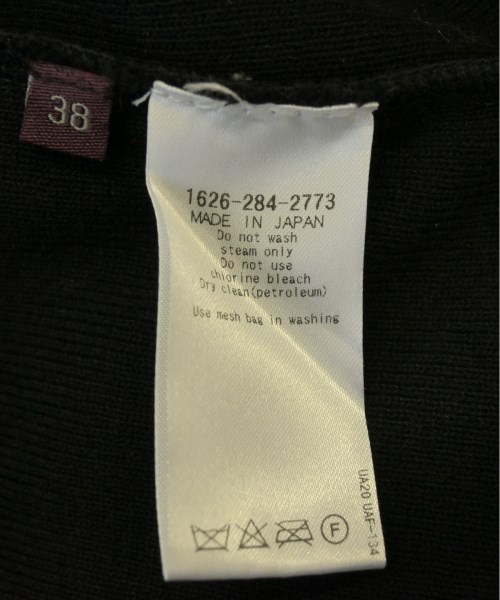 38
1626-284-2773
MADE IN JAPAN
Do not wash
steam only
Do not use
chlorine bleach
Dry clean(petroleum)
Use mesh bag in washing
UA20 UAF-134
F